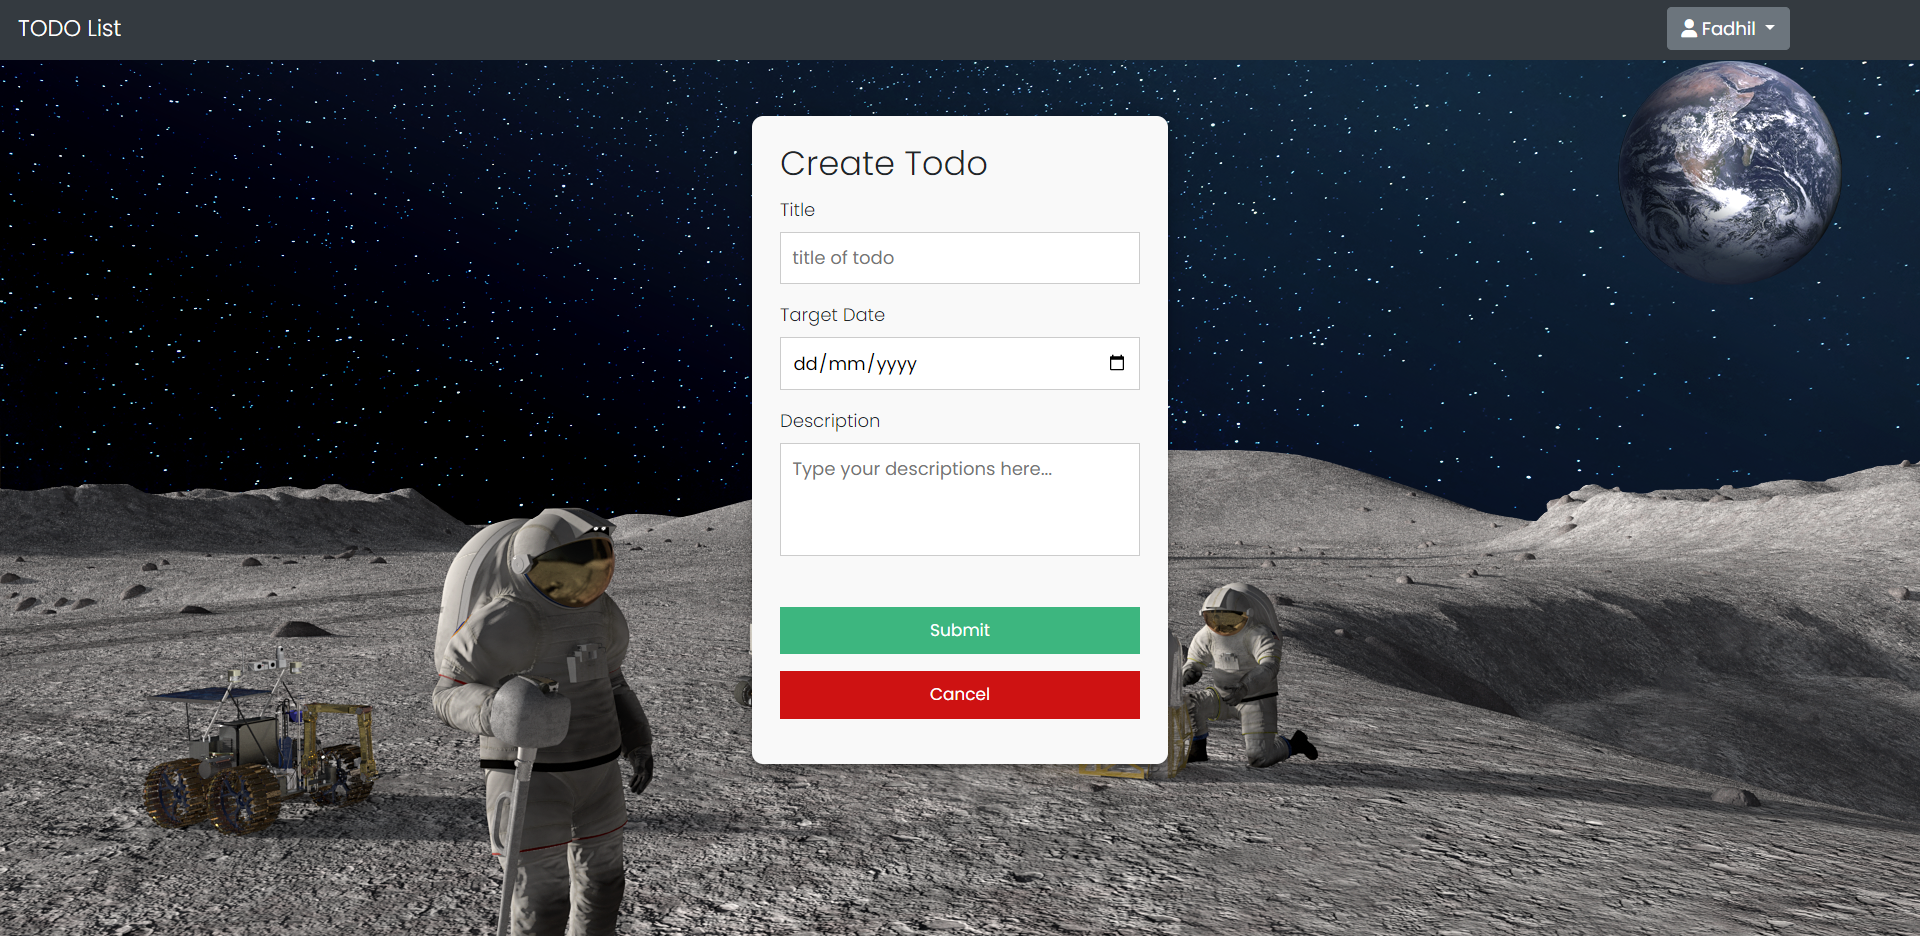 TODO List
Fadhil
Create Todo
Title
title of todo
Target Date
dd/mm/yyyy
Description
Type your descriptions here...
Submit
Cancel